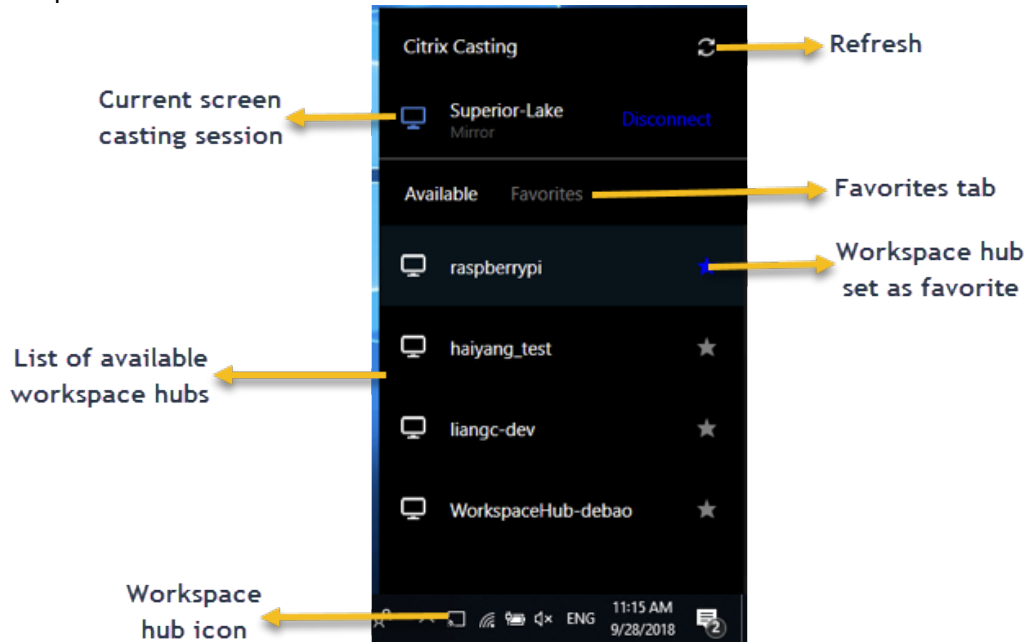 Citrix Casting
Refresh
Current screen
casting session
Superior-Lake
Disconnect
Mirror
Available Favorites
Favorites tab
raspberrypi
Workspace hub
set as favorite
haiyang_test
List of available
workspace hubs
liangc-dev
WorkspaceHub-debao
Workspace
hub icon
ENG
11:15 AM
9/28/2018
2